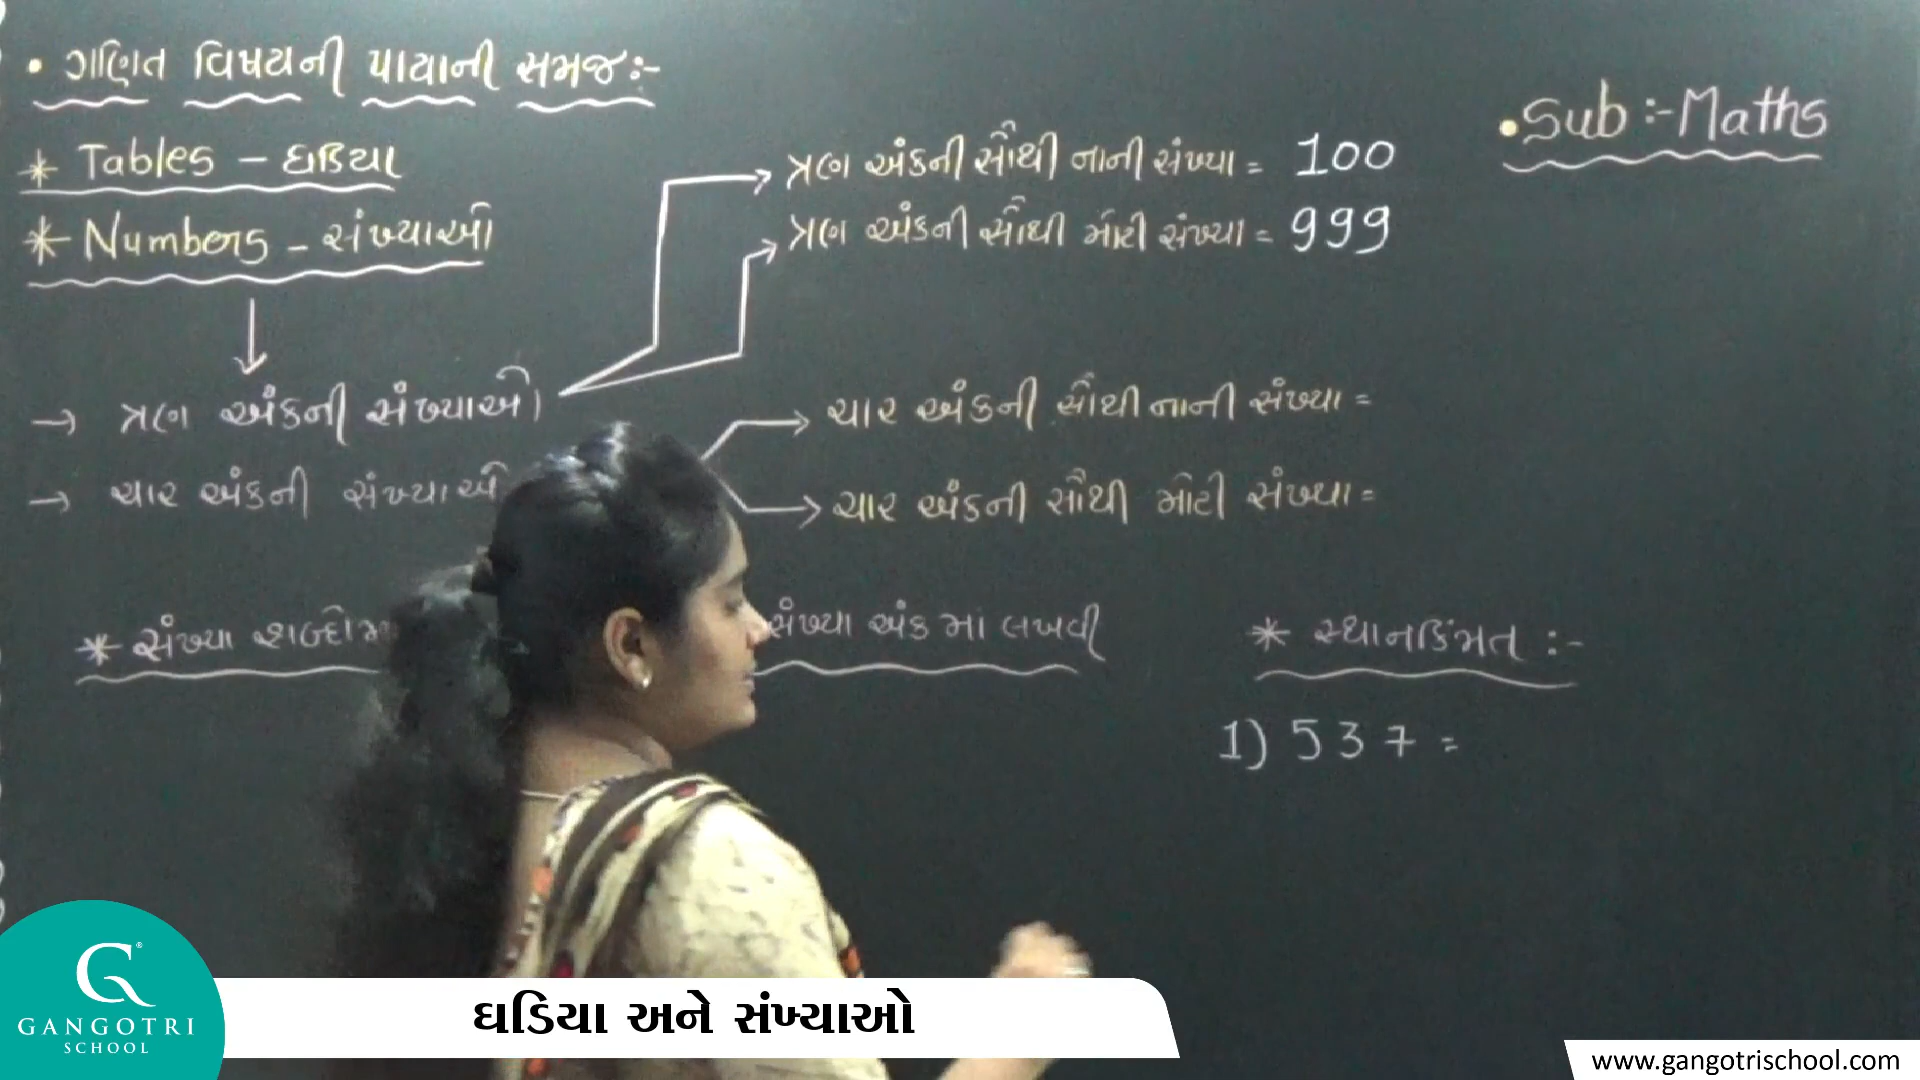 • ગણિત વિષયની પાયાની સમજ:-
• Sub :- Maths
* Tables - ઘડિયા
* Numbers - સંખ્યાઓ
ત્રણ અંકની સૌથી નાની સંખ્યા = 100
ત્રણ અંકની સૌથી મોટી સંખ્યા = 999
→ ત્રણ અંકની સંખ્યાઓ
→ ચાર અંકની સંખ્યાઓ
ચાર અંકની સૌથી નાની સંખ્યા =
ચાર અંકની સૌથી મોટી સંખ્યા =
* સંખ્યા સંખ્યા અંકમાં લખવી
* સ્થાનકિંમત :-
1) 537 =
ઘડિયા અને સંખ્યાઓ
G®
GANGOTRI
SCHOOL
www.gangotrischool.com